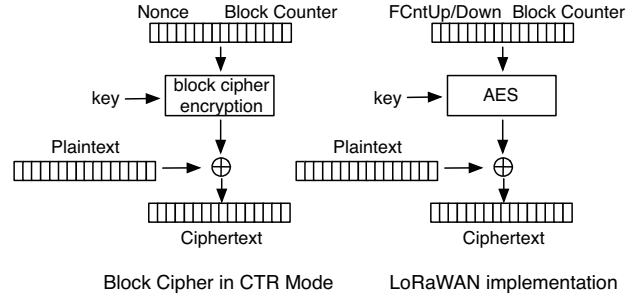 Nonce Block Counter
key
block cipher
encryption
Plaintext
Ciphertext
Block Cipher in CTR Mode
FCntUp/Down Block Counter
key
AES
Plaintext
Ciphertext
LoRaWAN implementation